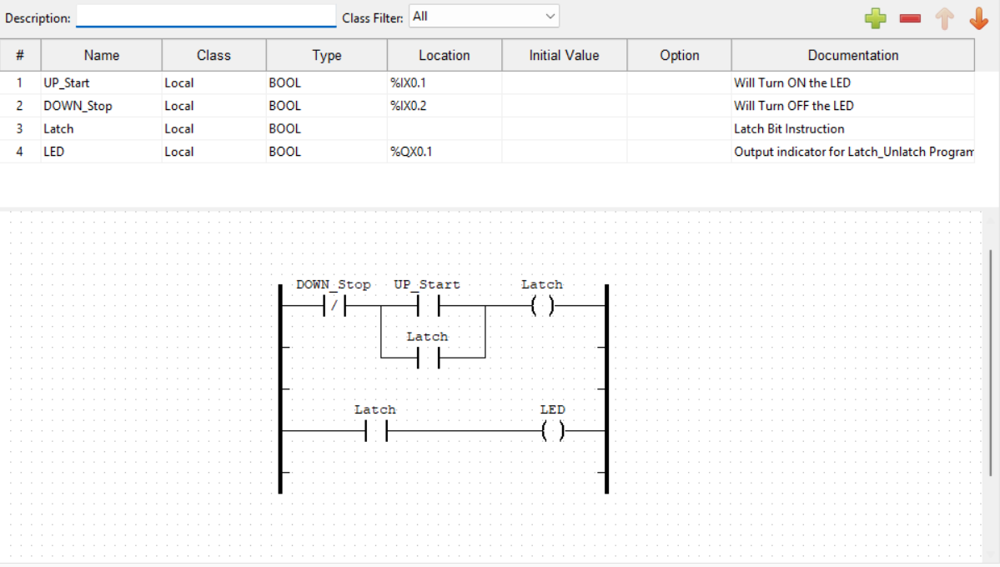 Description: Class Filter: All
# Name Class Type Location Initial Value Option Documentation
1 UP_Start Local BOOL %IX0.1 Will Turn ON the LED
2 DOWN_Stop Local BOOL %IX0.2 Will Turn OFF the LED
3 Latch Local BOOL Latch Bit Instruction
4 LED Local BOOL %QX0.1 Output indicator for Latch_Unlatch Program
DOWN_Stop UP_Start Latch
Latch
Latch LED